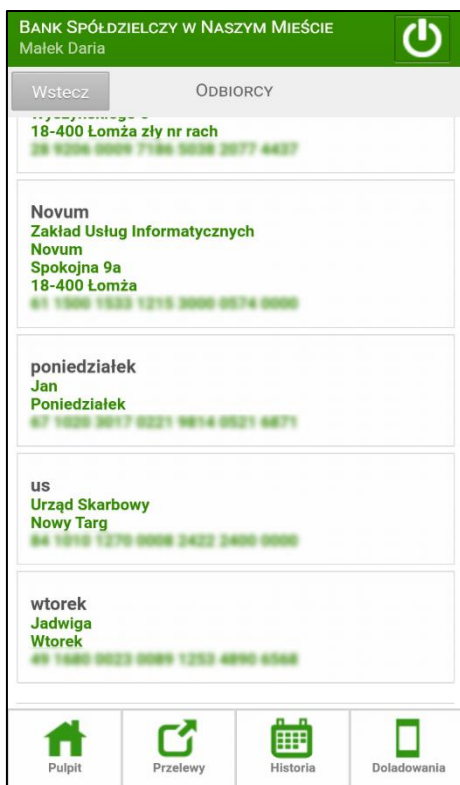 BANK SPÓŁDZIELCZY W NASZYM MIEŚCIE
Małek Daria
Wstecz
ODBIORCY
18-400 Łomża zły nr rach
Novum
Zakład Usług Informatycznych
Novum
Spokojna 9a
18-400 Łomża
poniedziałek
Jan
Poniedziałek
us
Urząd Skarbowy
Nowy Targ
wtorek
Jadwiga
Wtorek
Pulpit
Przelewy
Historia
Doladowania